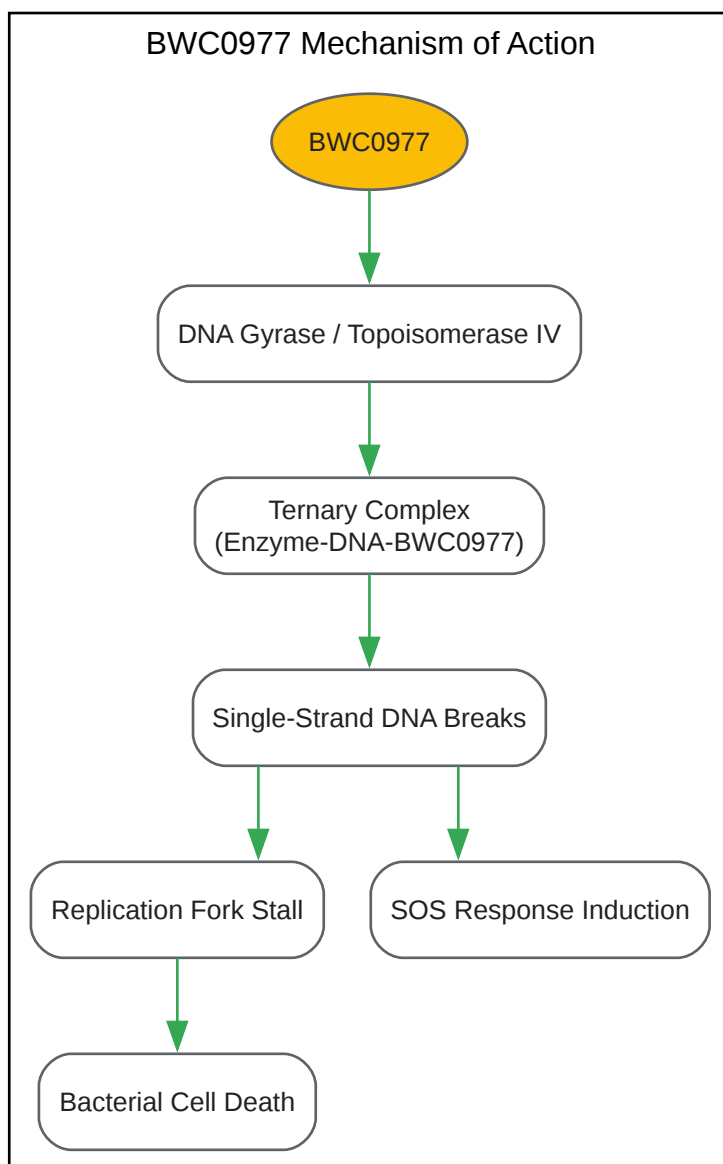 BWC0977 Mechanism of Action
BWC0977
DNA Gyrase / Topoisomerase IV
Ternary Complex
(Enzyme-DNA-BWC0977)
Single-Strand DNA Breaks
Replication Fork Stall
SOS Response Induction
Bacterial Cell Death